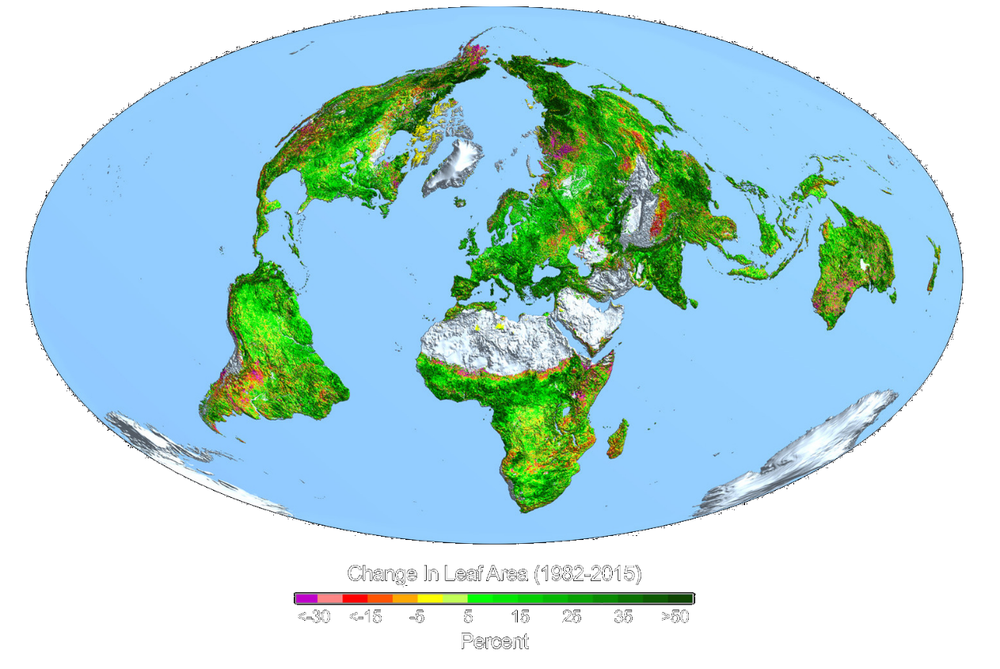 Change in Leaf Area (1982-2015)
<-30 <-15 -5 5 15 25 35 >50
Percent